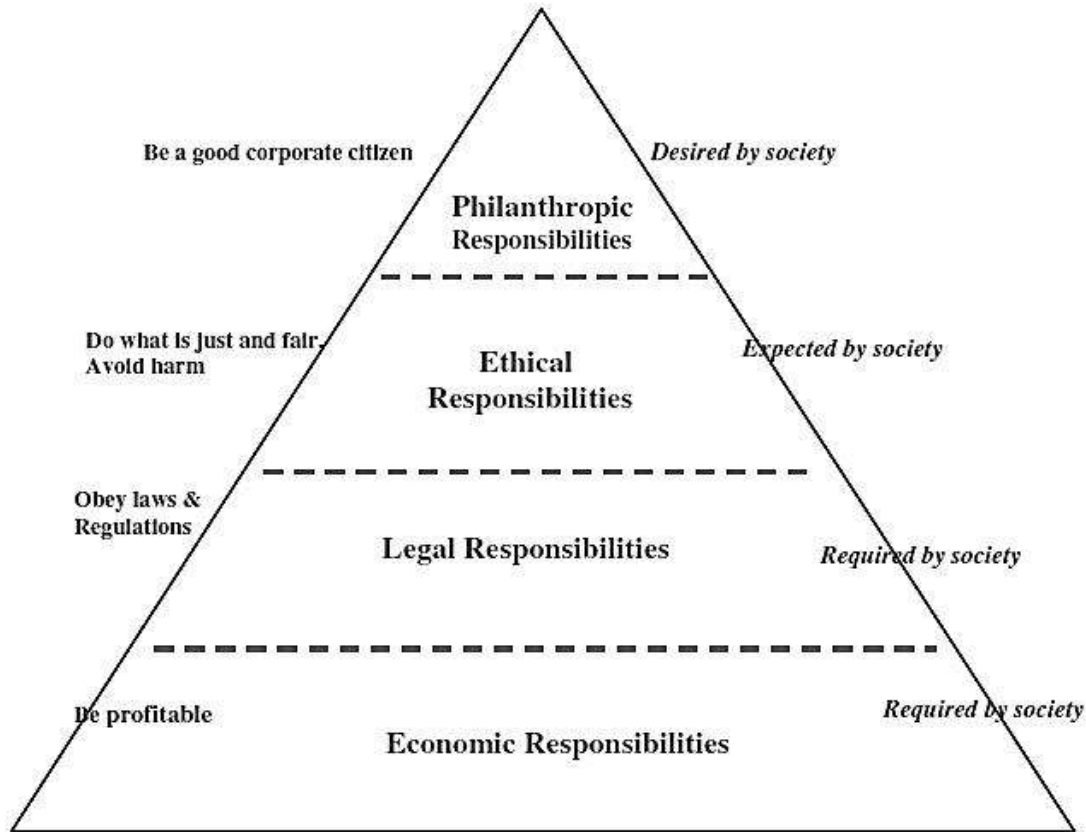 Be a good corporate citizen
Desired by society
Philanthropic
Responsibilities
Do what is just and fair,
Avoid harm
Expected by society
Ethical
Responsibilities
Obey laws &
Regulations
Legal Responsibilities
Required by society
Be profitable
Required by society
Economic Responsibilities